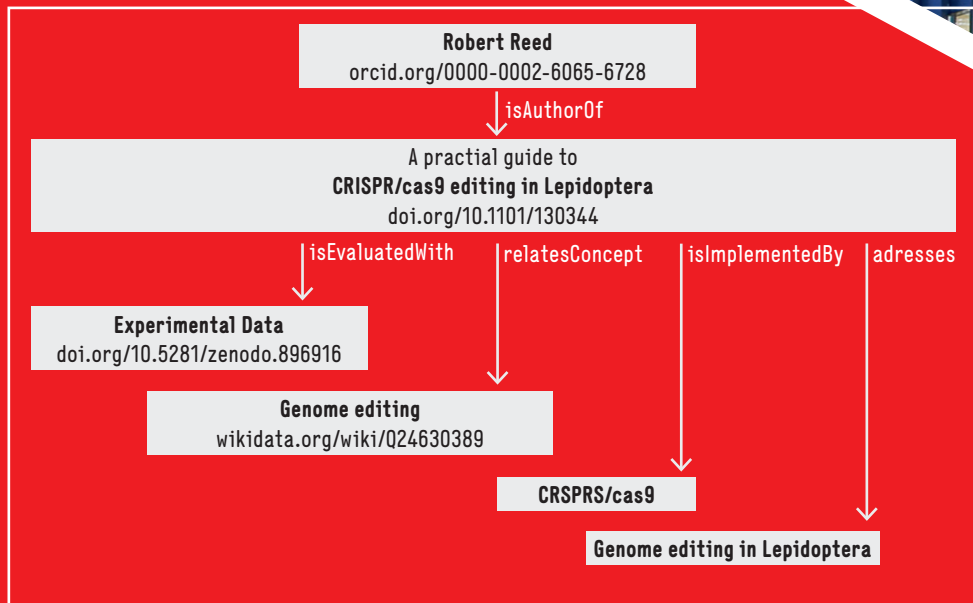 Robert Reed
orcid.org/0000-0002-6065-6728
isAuthorOf
A practial guide to
CRISPR/cas9 editing in Lepidoptera
doi.org/10.1101/130344
isEvaluatedWith
relatesConcept
isImplementedBy
adresses
Experimental Data
doi.org/10.5281/zenodo.896916
Genome editing
wikidata.org/wiki/Q24630389
CRSPRS/cas9
Genome editing in Lepidoptera